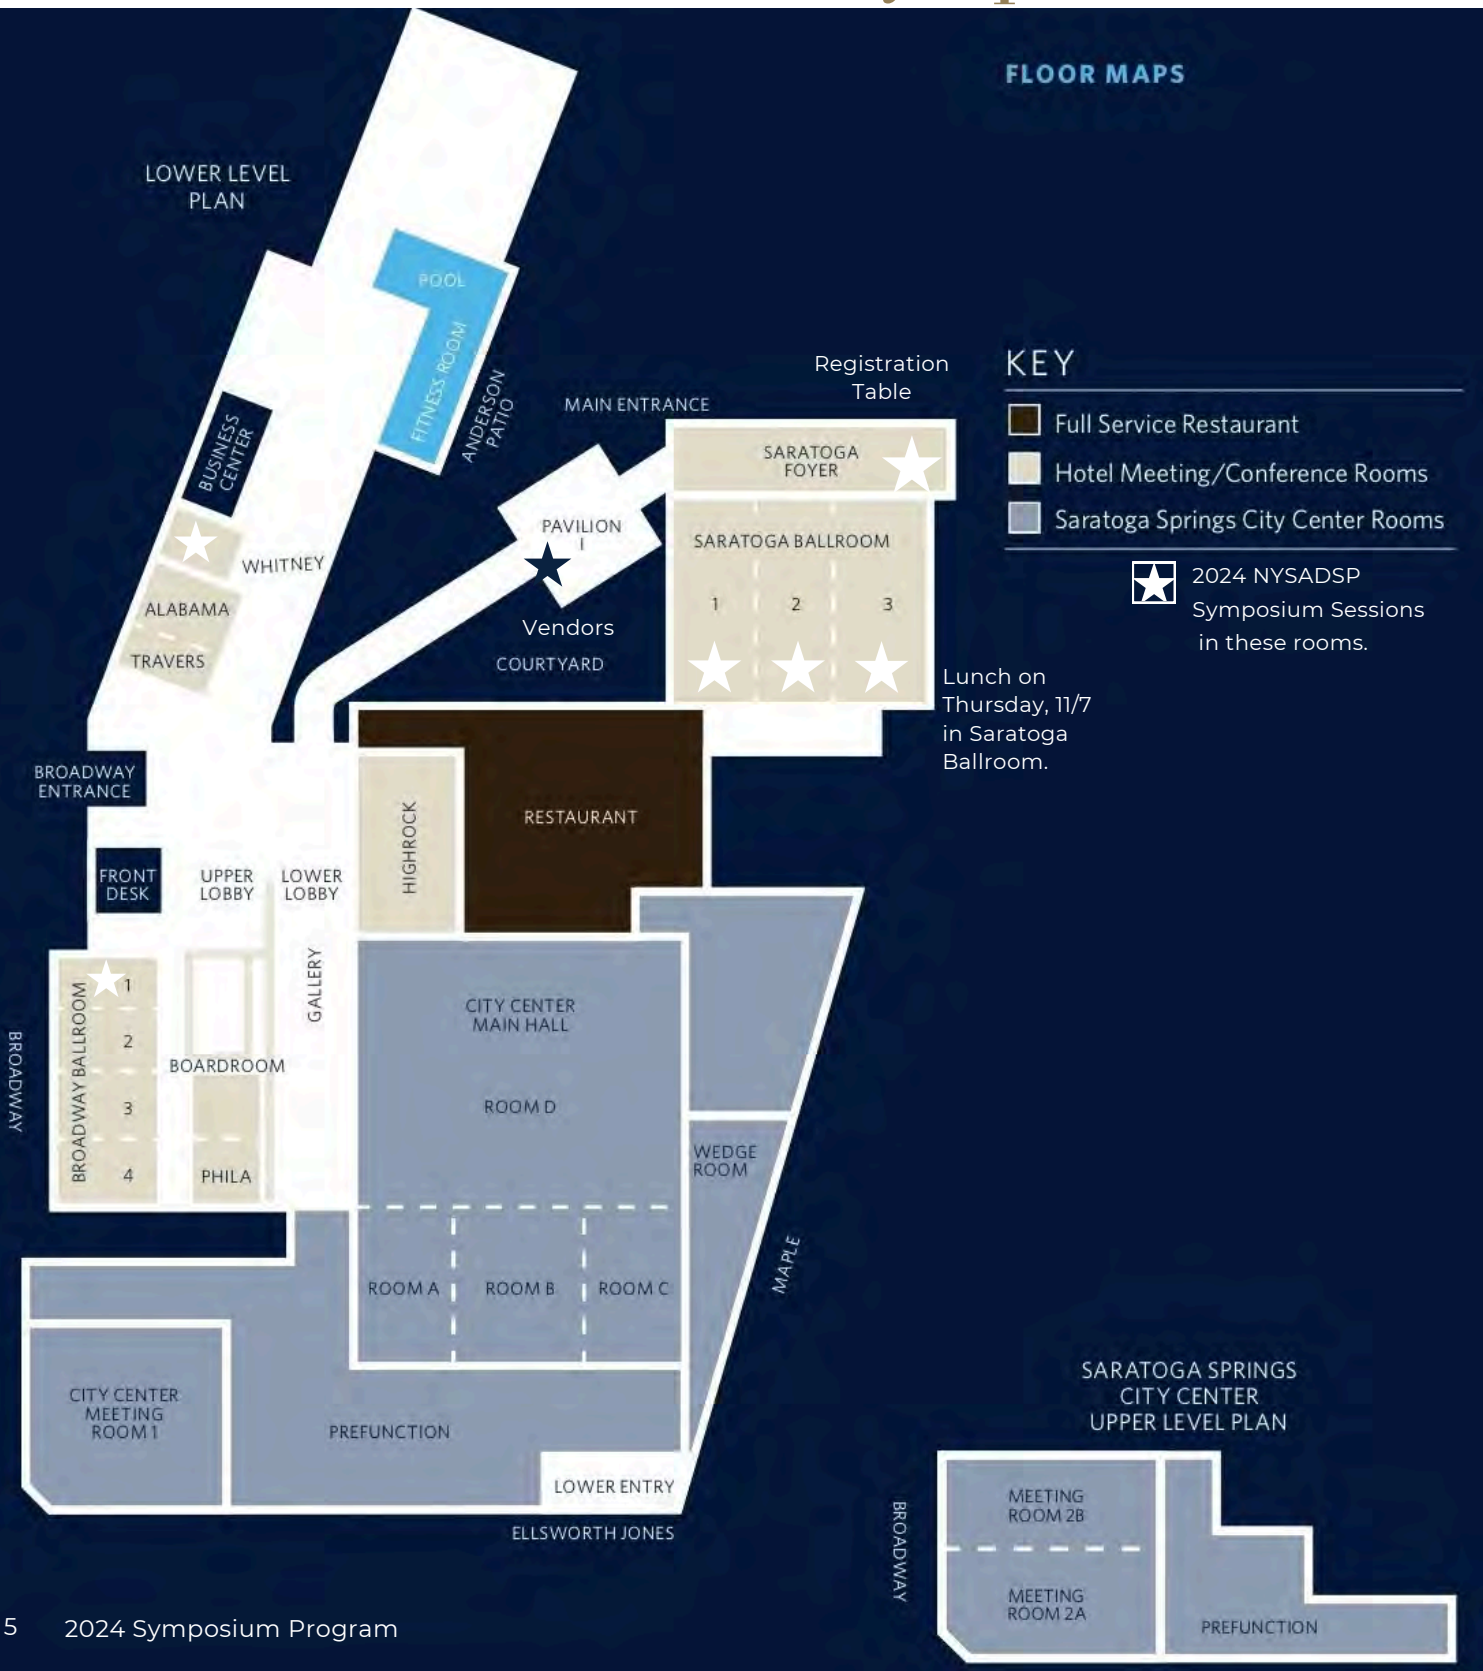 FLOOR MAPS
LOWER LEVEL
PLAN
POOL
FITNESS ROOM
ANDERSON
PATIO
BUSINESS
CENTER
WHITNEY
ALABAMA
TRAVERS
MAIN ENTRANCE
Registration
Table
SARATOGA
FOYER
PAVILION
I
Vendors
COURTYARD
SARATOGA BALLROOM
1
2
3
KEY
Full Service Restaurant
Hotel Meeting/Conference Rooms
Saratoga Springs City Center Rooms
2024 NYSADSP
Symposium Sessions
in these rooms.
Lunch on
Thursday, 11/7
in Saratoga
Ballroom.
BROADWAY
ENTRANCE
FRONT
DESK
UPPER
LOBBY
LOWER
LOBBY
HIGHROCK
RESTAURANT
GALLERY
BROADWAY
BROADWAY BALLROOM
1
2
3
4
BOARDROOM
PHILA
CITY CENTER
MAIN HALL
ROOM D
WEDGE
ROOM
MAPLE
ROOM A
ROOM B
ROOM C
CITY CENTER
MEETING
ROOM 1
PREFUNCTION
LOWER ENTRY
ELLSWORTH JONES
SARATOGA SPRINGS
CITY CENTER
UPPER LEVEL PLAN
BROADWAY
MEETING
ROOM 2B
MEETING
ROOM 2A
PREFUNCTION
5 2024 Symposium Program